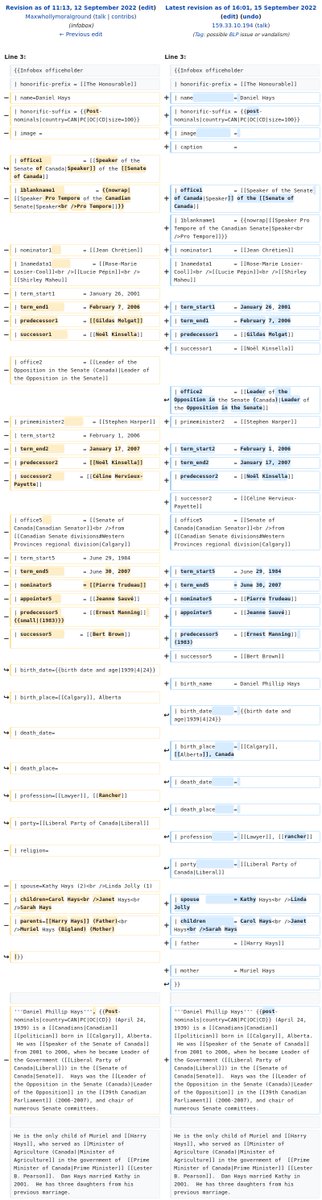 Revision as of 11:13, 12 September 2022 (edit)
Maxwhollymoralground (talk | contribs)
(infobox)
← Previous edit
Line 3:
{{Infobox officeholder
| honorific-prefix = [[The Honourable]]
− | name=Daniel Hays
− | honorific-suffix = {{Post-
nominals|country=CAN|PC|OC|CD|size=100}}
− | image =
| office1 = [[Speaker of the
Senate of Canada|Speaker]] of the [[Senate
of Canada]]
− | 1blankname1 = {{nowrap|
[[Speaker Pro Tempore of the Canadian
Senate|Speaker<br />Pro Tempore]]}}
− | nominator1 = [[Jean Chrétien]]
− | 1namedata1 = [[Rose-Marie
Losier-Cool]]<br />[[Lucie Pépin]]<br />
[[Shirley Maheu]]
− | term_start1 = January 26, 2001
− | term_end1 = February 7, 2006
− | predecessor1 = [[Gildas Molgat]]
− | successor1 = [[Noël Kinsella]]
− | office2 = [[Leader of the
Opposition in the Senate (Canada)|Leader of
the Opposition in the Senate]]
− | primeminister2 = [[Stephen Harper]]
− | term_start2 = February 1, 2006
− | term_end2 = January 17, 2007
− | predecessor2 = [[Noël Kinsella]]
− | successor2 = [[Céline Hervieux-
Payette]]
| office5 = [[Senate of
Canada|Canadian Senator]]<br />from
[[Canadian Senate divisions#Western
Provinces regional division|Calgary]]
− | term_start5 = June 29, 1984
− | term_end5 = June 30, 2007
− | nominator5 = [[Pierre Trudeau]]
− | appointer5 = [[Jeanne Sauvé]]
− | predecessor5 = [[Ernest Manning]]
{{small|(1983)}}
− | successor5 = [[Bert Brown]]
| birth_date={{birth date and age|1939|4|24}}
| birth_place=[[Calgary]], Alberta
| death_date=
| death_place=
| profession=[[Lawyer]], [[Rancher]]
| party=[[Liberal Party of Canada|Liberal]]
− | religion=
− | spouse=Kathy Hays (2)<br />Linda Jolly (1)
− | children=Carol Hays<br />Janet Hays<br
/>Sarah Hays
− | parents=[[Harry Hays]] (Father)<br
/>Muriel Hays (Bigland) (Mother)
| }}
− '''Daniel Phillip Hays''', {{Post-
nominals|country=CAN|PC|OC|CD}} (April 24,
1939) is a [[Canadians|Canadian]]
[[politician]] born in [[Calgary]], Alberta.
He was [[Speaker of the Senate of Canada]]
from 2001 to 2006, when he became Leader of the
Government ([[Liberal Party of
Canada|Liberal]]) in the [[Senate of
Canada|Senate]]. Hays was the [[Leader of
the Opposition in the Senate (Canada)|Leader
of the Opposition]] in the [[39th Canadian
Parliament]] (2006-2007), and chair of
numerous Senate committees.
He is the only child of Muriel and [[Harry
Hays]], who served as [[Minister of
Agriculture (Canada)|Minister of
Agriculture]] in the government of [[Prime
Minister of Canada|Prime Minister]] [[Lester
B. Pearson]]. Dan Hays married Kathy in
2001. He has three daughters from his
previous marriage.
Latest revision as of 16:01, 15 September 2022
(edit) (undo)
159.33.10.194 (talk)
(Tag: possible BLP issue or vandalism)
Line 3:
{{Infobox officeholder
| honorific-prefix = [[The Honourable]]
+ | name = Daniel Hays
+ | honorific-suffix = {{post-
nominals|country=CAN|PC|OC|CD|size=100}}
+ | image =
+ | caption =
+ | office1 = [[Speaker of the Senate
of Canada|Speaker]] of the [[Senate of
Canada]]
| 1blankname1 = {{nowrap|[[Speaker Pro
Tempore of the Canadian Senate|Speaker<br
/>Pro Tempore]]}}
+ | nominator1 = [[Jean Chrétien]]
+ | 1namedata1 = [[Rose-Marie Losier-
Cool]]<br />[[Lucie Pépin]]<br />[[Shirley
Maheu]]
+ | term_start1 = January 26, 2001
+ | term_end1 = February 7, 2006
+ | predecessor1 = [[Gildas Molgat]]
+ | successor1 = [[Noël Kinsella]]
| office2 = [[Leader of the
Opposition in the Senate (Canada)|Leader of
the Opposition in the Senate]]
+ | primeminister2 = [[Stephen Harper]]
+ | term_start2 = February 1, 2006
+ | term_end2 = January 17, 2007
+ | predecessor2 = [[Noël Kinsella]]
+ | successor2 = [[Céline Hervieux-
Payette]]
| office5 = [[Senate of
Canada|Canadian Senator]]<br />from
[[Canadian Senate divisions#Western
Provinces regional division|Calgary]]
+ | term_start5 = June 29, 1984
+ | term_end5 = June 30, 2007
+ | nominator5 = [[Pierre Trudeau]]
+ | appointer5 = [[Jeanne Sauvé]]
+ | predecessor5 = [[Ernest Manning]]
(1983)
+ | successor5 = [[Bert Brown]]
+ | birth_name = Daniel Phillip Hays
| birth_date = {{birth date and
age|1939|4|24}}
| birth_place = [[Calgary]],
[[Alberta]], Canada
| death_date =
| death_place =
| profession = [[Lawyer]], [[rancher]]
| party = [[Liberal Party of
Canada|Liberal]]
+ | spouse = Kathy Hays<br />Linda
Jolly
+ | children = Carol Hays<br />Janet
Hays<br />Sarah Hays
+ | father = [[Harry Hays]]
+ | mother = Muriel Hays
}}
+ '''Daniel Phillip Hays''' {{post-
nominals|country=CAN|PC|OC|CD}} (April 24,
1939) is a [[Canadians|Canadian]]
[[politician]] born in [[Calgary]], Alberta.
He was [[Speaker of the Senate of Canada]]
from 2001 to 2006, when he became Leader of
the Government ([[Liberal Party of
Canada|Liberal]]) in the [[Senate of
Canada|Senate]]. Hays was the [[Leader of
the Opposition in the Senate (Canada)|Leader
of the Opposition]] in the [[39th Canadian
Parliament]] (2006-2007), and chair of
numerous Senate committees.
He is the only child of Muriel and [[Harry
Hays]], who served as [[Minister of
Agriculture (Canada)|Minister of
Agriculture]] in the government of [[Prime
Minister of Canada|Prime Minister]] [[Lester
B. Pearson]]. Dan Hays married Kathy in
2001. He has three daughters from his
previous marriage.